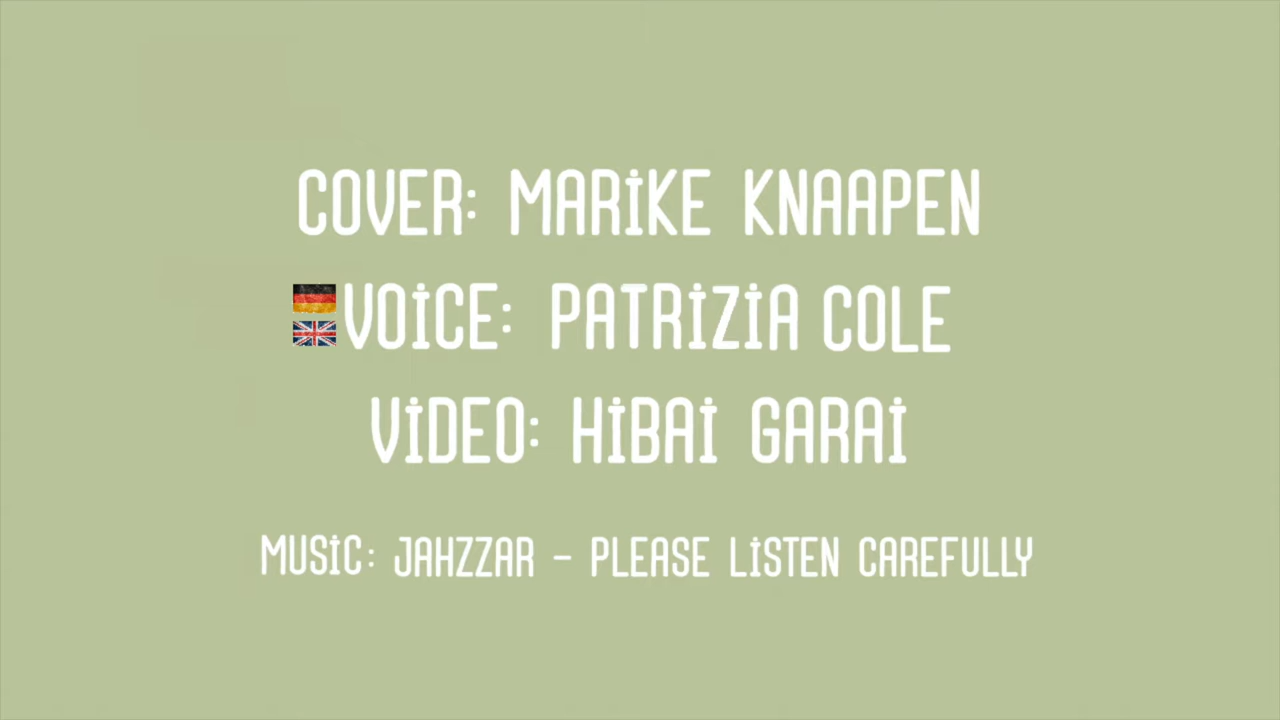 COVER: MARIKE KNAAPEN
VOICE: PATRIZIA COLE
VIDEO: HIBAI GARAI
MUSIC: JAHZZAR - PLEASE LISTEN CAREFULLY